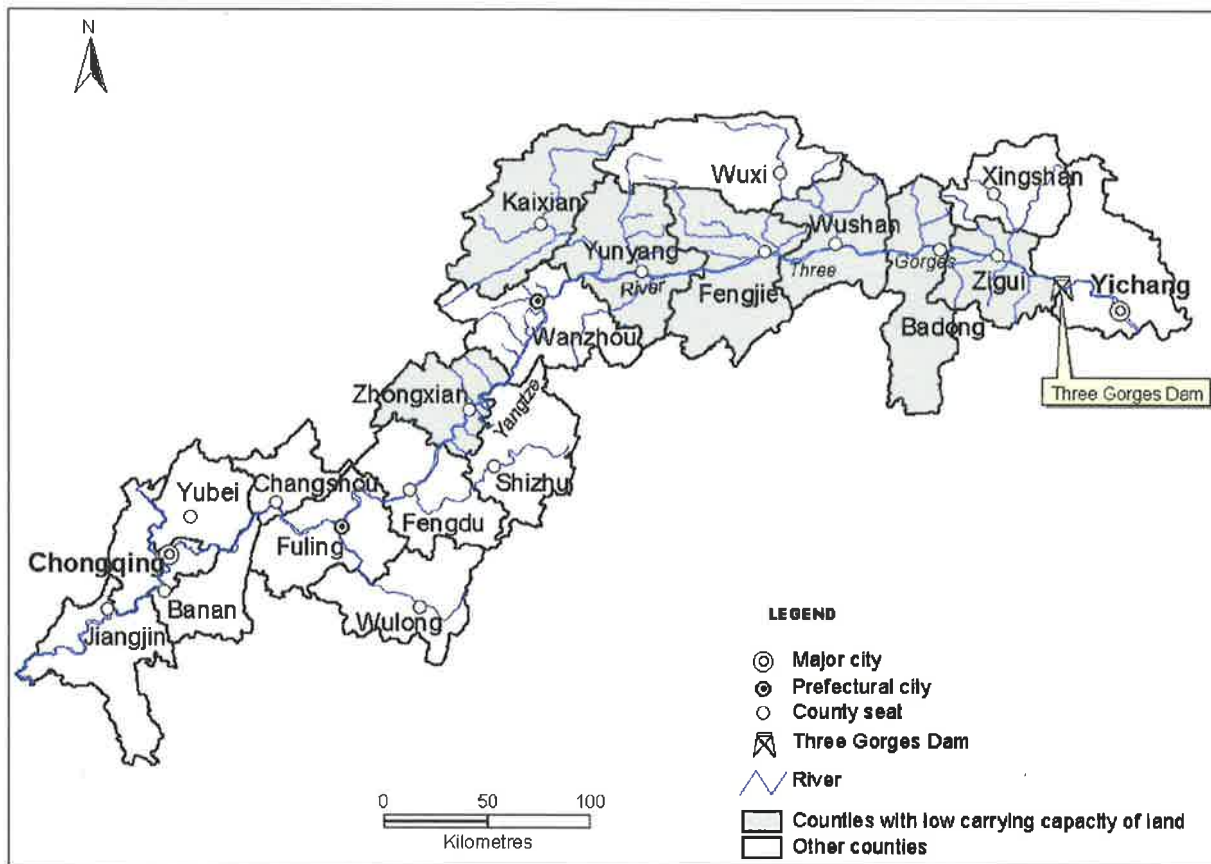 N
Wuxi
Xingshan
Kaixian
Wushan
Yunyang
Three
Gorges
River
Fengjie
Zigui
Yichang
Wanzhou
Badong
Three Gorges Dam
Zhongxian
Yangtze
Changshou
Shizhu
Yubei
Fengdu
Fuling
Chongqing
Banan
Wulong
Jiangjin
LEGEND
Major city
Prefectural city
County seat
Three Gorges Dam
River
Counties with low carrying capacity of land
Other counties
0 50 100
Kilometres